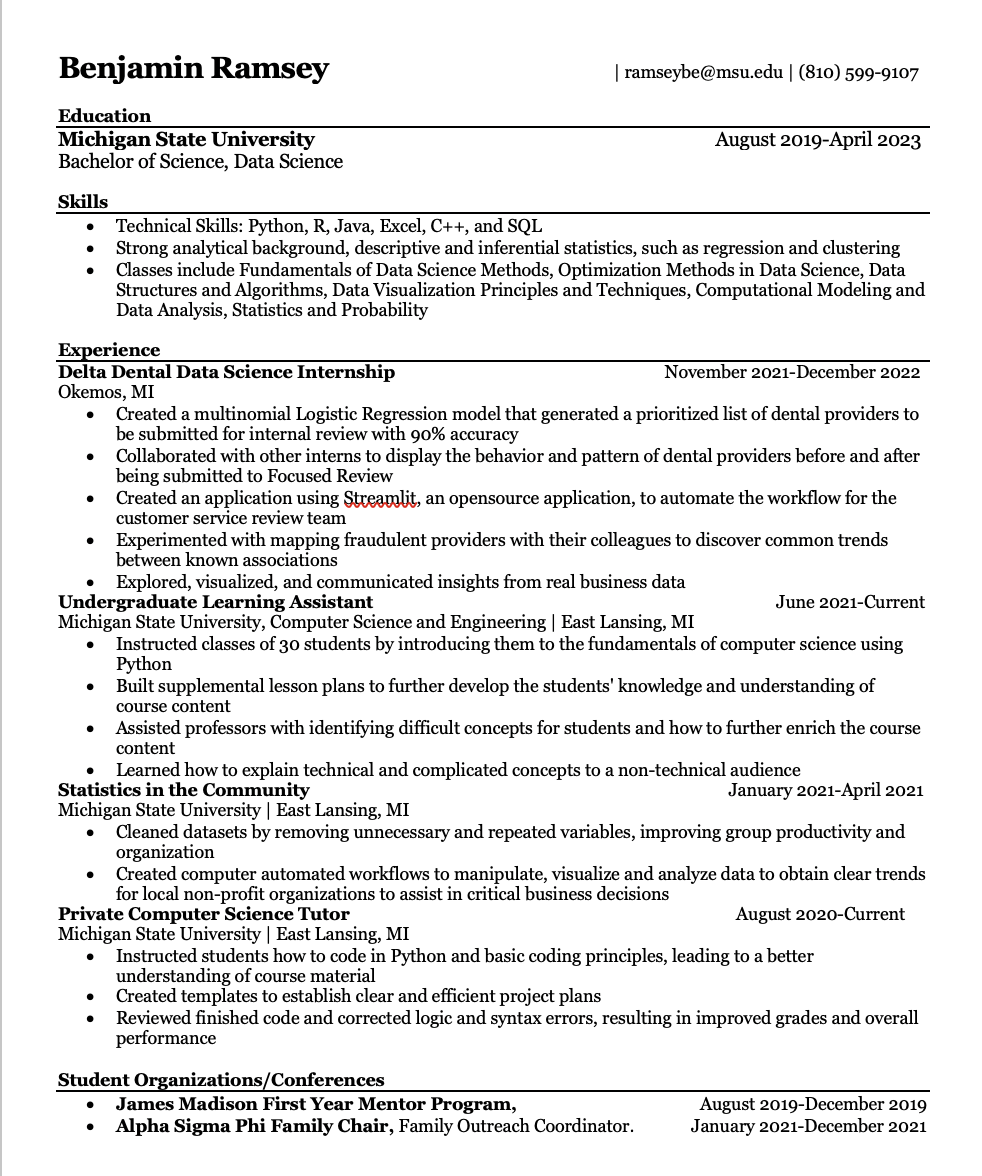 Benjamin Ramsey | ramseybe@msu.edu | (810) 599-9107
Education
Michigan State University August 2019-April 2023
Bachelor of Science, Data Science
Skills
• Technical Skills: Python, R, Java, Excel, C++, and SQL
• Strong analytical background, descriptive and inferential statistics, such as regression and clustering
• Classes include Fundamentals of Data Science Methods, Optimization Methods in Data Science, Data
Structures and Algorithms, Data Visualization Principles and Techniques, Computational Modeling and
Data Analysis, Statistics and Probability
Experience
Delta Dental Data Science Internship November 2021-December 2022
Okemos, MI
• Created a multinomial Logistic Regression model that generated a prioritized list of dental providers to
be submitted for internal review with 90% accuracy
• Collaborated with other interns to display the behavior and pattern of dental providers before and after
being submitted to Focused Review
• Created an application using Streamlit, an opensource application, to automate the workflow for the
customer service review team
• Experimented with mapping fraudulent providers with their colleagues to discover common trends
between known associations
• Explored, visualized, and communicated insights from real business data
Undergraduate Learning Assistant June 2021-Current
Michigan State University, Computer Science and Engineering | East Lansing, MI
• Instructed classes of 30 students by introducing them to the fundamentals of computer science using
Python
• Built supplemental lesson plans to further develop the students' knowledge and understanding of
course content
• Assisted professors with identifying difficult concepts for students and how to further enrich the course
content
• Learned how to explain technical and complicated concepts to a non-technical audience
Statistics in the Community January 2021-April 2021
Michigan State University | East Lansing, MI
• Cleaned datasets by removing unnecessary and repeated variables, improving group productivity and
organization
• Created computer automated workflows to manipulate, visualize and analyze data to obtain clear trends
for local non-profit organizations to assist in critical business decisions
Private Computer Science Tutor August 2020-Current
Michigan State University | East Lansing, MI
• Instructed students how to code in Python and basic coding principles, leading to a better
understanding of course material
• Created templates to establish clear and efficient project plans
• Reviewed finished code and corrected logic and syntax errors, resulting in improved grades and overall
performance
Student Organizations/Conferences
• James Madison First Year Mentor Program, August 2019-December 2019
• Alpha Sigma Phi Family Chair, Family Outreach Coordinator. January 2021-December 2021